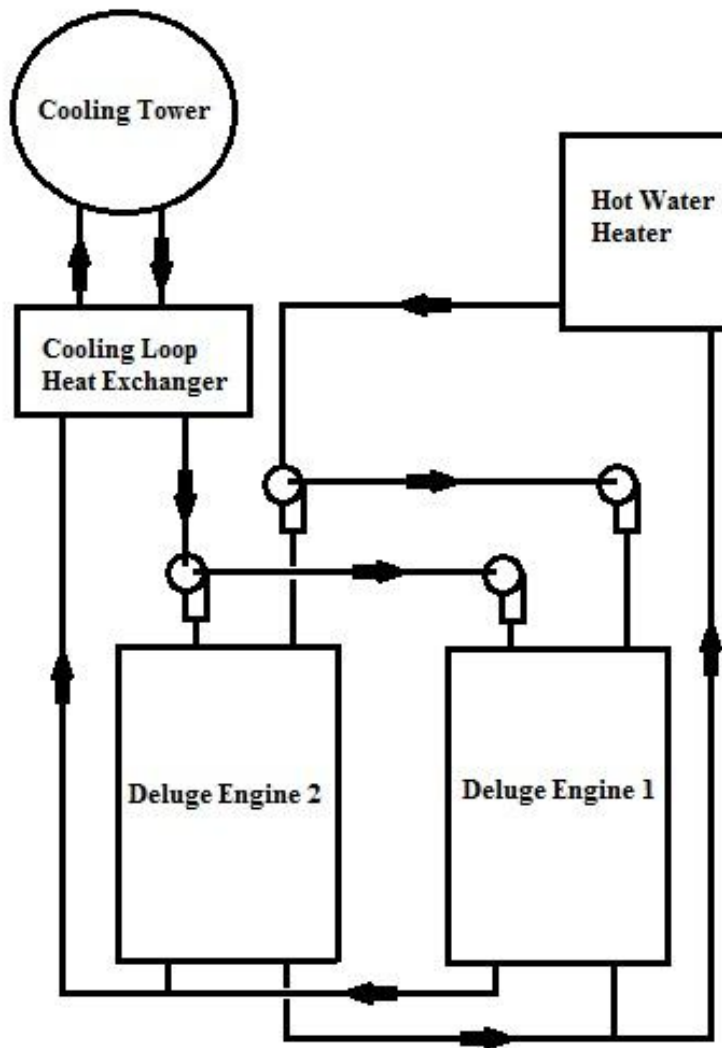 Cooling Tower
Hot Water
Heater
Cooling Loop
Heat Exchanger
Deluge Engine 2
Deluge Engine 1